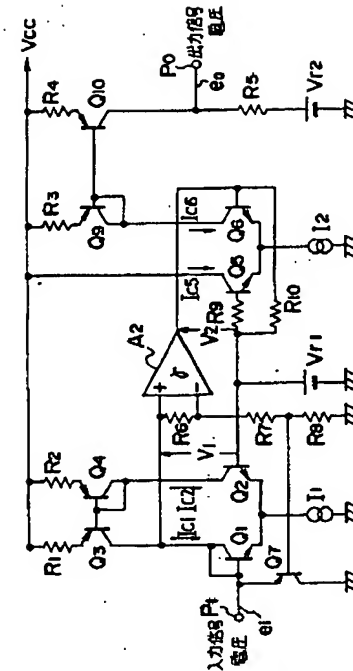 Vcc
R1
R2
R3
R4
Q3
Q4
Q9
Q10
P0
出力信号
電圧
e0
R5
Vr2
A2
γ
+
-
R6
V1
V2
R9
IC5
IC6
Q5
Q6
R10
I2
IC1
IC2
Q1
Q2
I1
R7
R8
Vr1
Q7
Pi
入力信号
電圧
ei